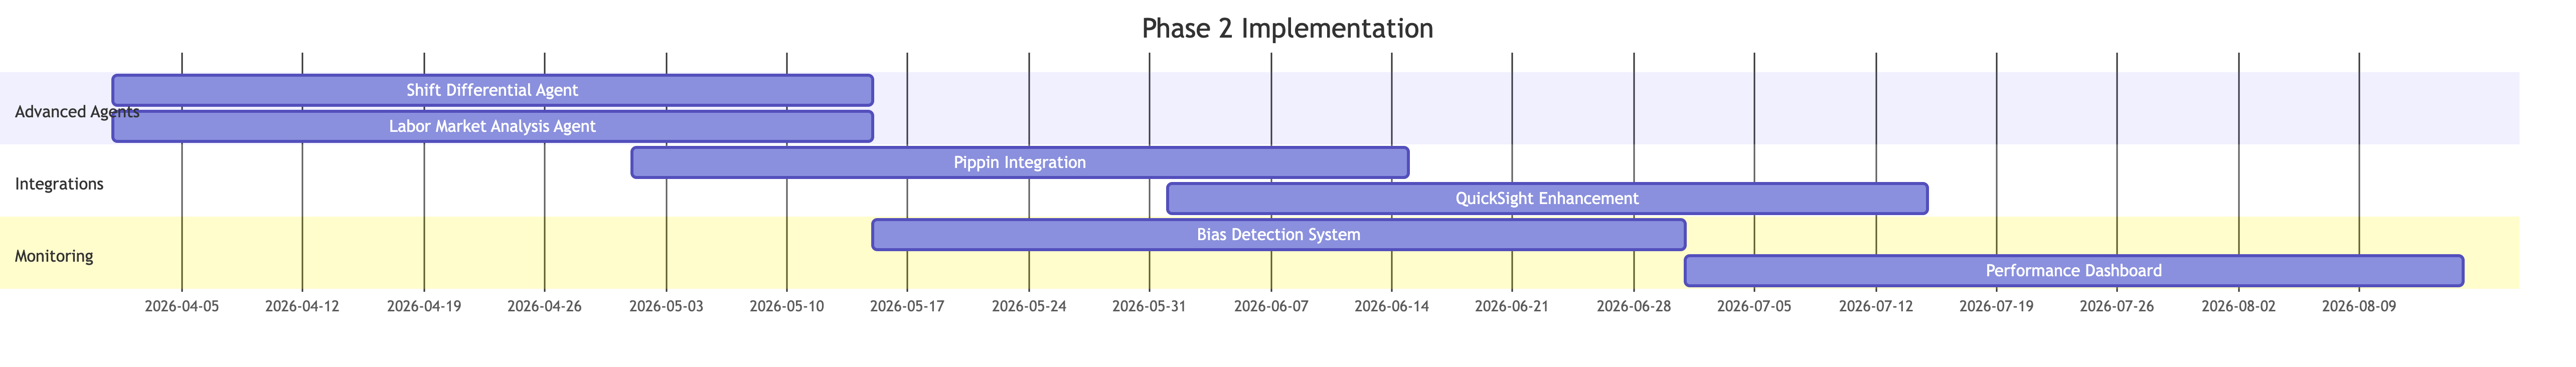 Phase 2 Implementation
Advanced Agents
Shift Differential Agent
Labor Market Analysis Agent
Integrations
Pippin Integration
QuickSight Enhancement
Monitoring
Bias Detection System
Performance Dashboard
2026-04-05 2026-04-12 2026-04-19 2026-04-26 2026-05-03 2026-05-10 2026-05-17 2026-05-24 2026-05-31 2026-06-07 2026-06-14 2026-06-21 2026-06-28 2026-07-05 2026-07-12 2026-07-19 2026-07-26 2026-08-02 2026-08-09